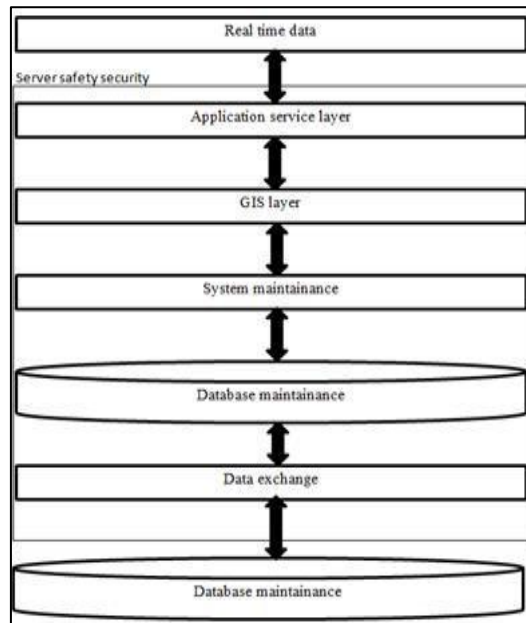 Real time data
Server safety security
Application service layer
GIS layer
System maintainance
Database maintainance
Data exchange
Database maintainance